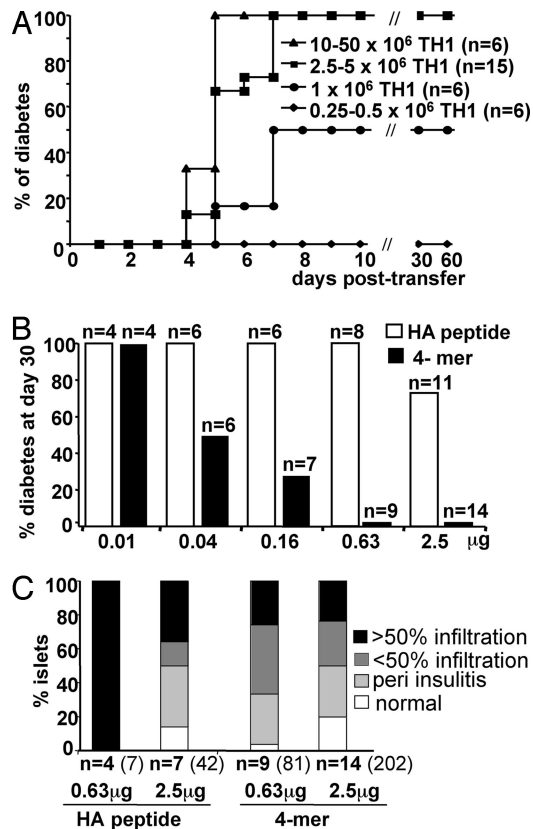 A
% of diabetes
100
80
60
40
20
0
10-50 x 10⁶ TH1 (n=6)
2.5-5 x 10⁶ TH1 (n=15)
1 x 10⁶ TH1 (n=6)
0.25-0.5 x 10⁶ TH1 (n=6)
//
//
//
0 2 4 6 8 10 30 60
days post-transfer
B
% diabetes at day 30
100
80
60
40
20
0
n=4 n=4 n=6 n=6 n=6 n=7 n=8 n=9 n=11 n=14
HA peptide
4- mer
0.01 0.04 0.16 0.63 2.5 μg
C
% islets
100
80
60
40
20
0
>50% infiltration
<50% infiltration
peri insulitis
normal
n=4 (7) n=7 (42) n=9 (81) n=14 (202)
0.63μg 2.5μg 0.63μg 2.5μg
HA peptide 4-mer